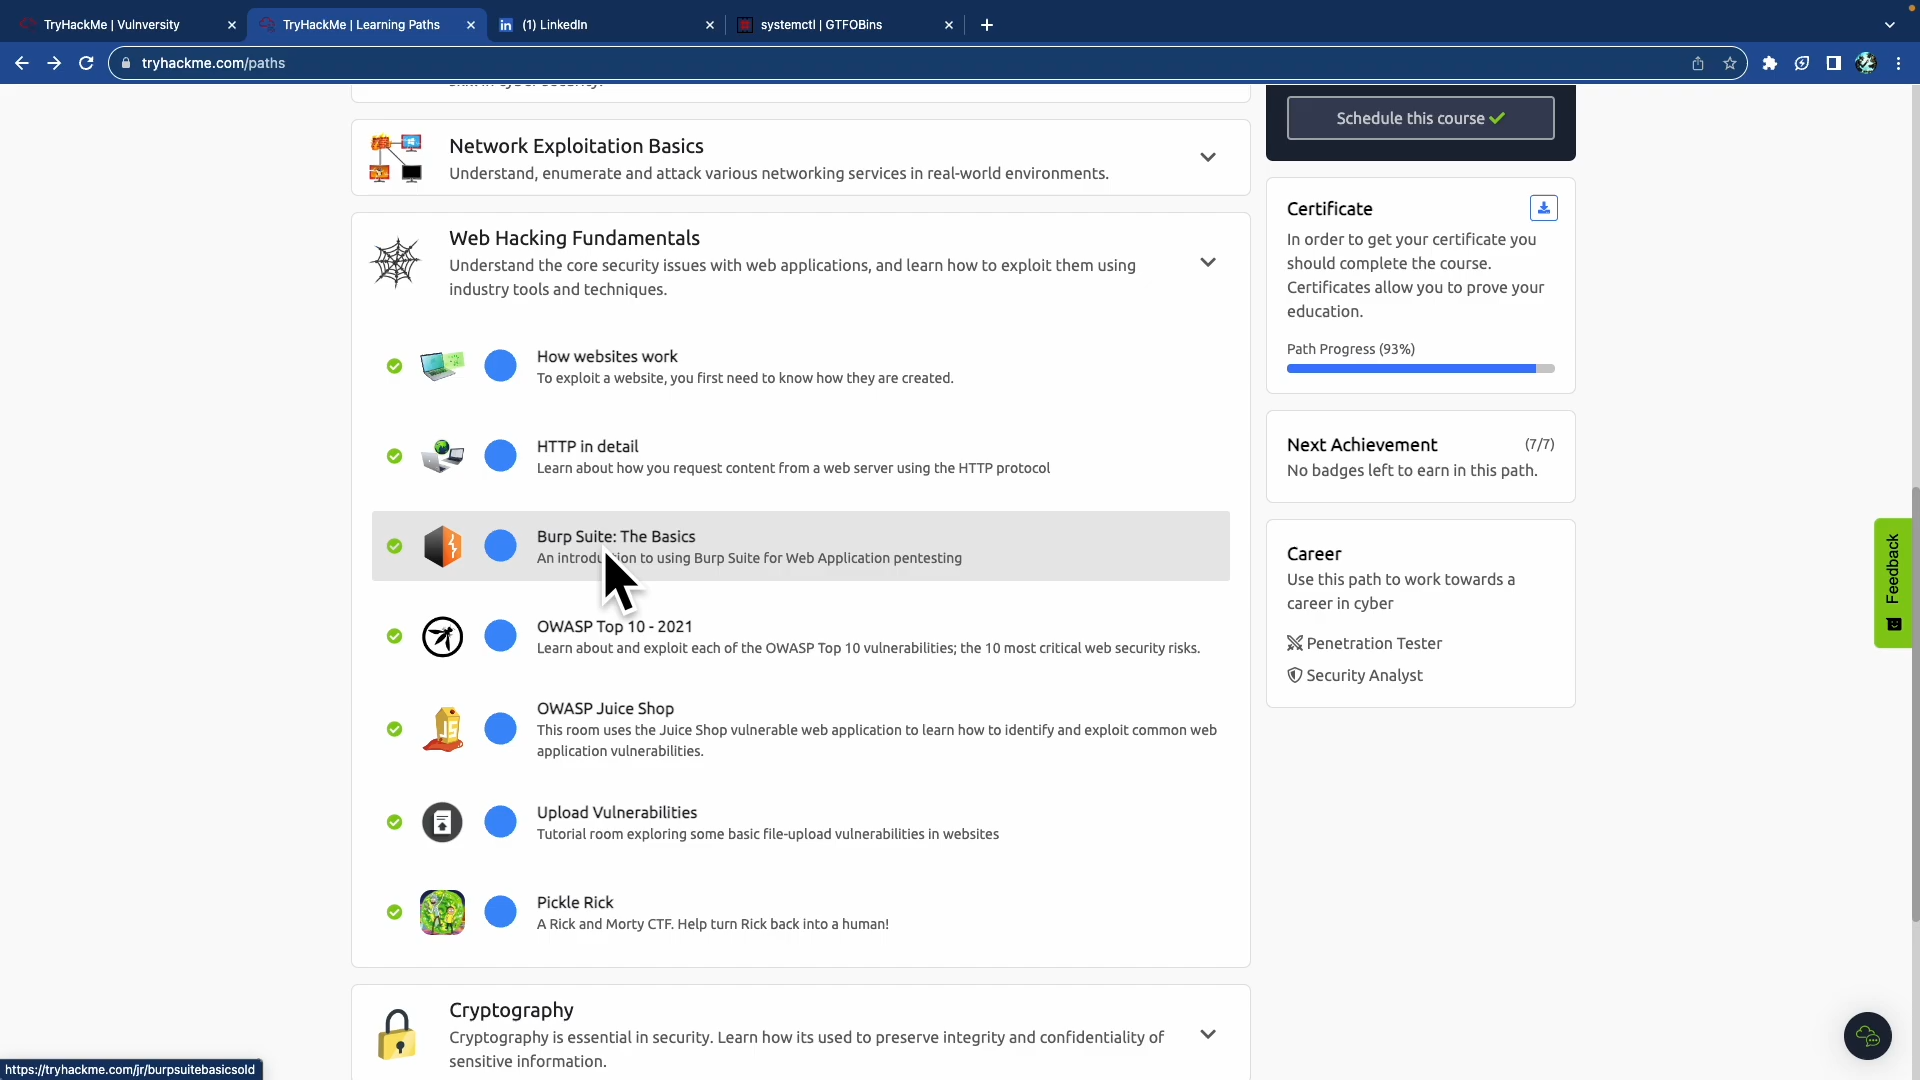 TryHackMe | Vulnversity
TryHackMe | Learning Paths
(1) LinkedIn
systemctl | GTFOBins
tryhackme.com/paths
Network Exploitation Basics
Understand, enumerate and attack various networking services in real-world environments.
Web Hacking Fundamentals
Understand the core security issues with web applications, and learn how to exploit them using
industry tools and techniques.
How websites work
To exploit a website, you first need to know how they are created.
HTTP in detail
Learn about how you request content from a web server using the HTTP protocol
Burp Suite: The Basics
An introduction to using Burp Suite for Web Application pentesting
OWASP Top 10 - 2021
Learn about and exploit each of the OWASP Top 10 vulnerabilities; the 10 most critical web security risks.
OWASP Juice Shop
This room uses the Juice Shop vulnerable web application to learn how to identify and exploit common web
application vulnerabilities.
Upload Vulnerabilities
Tutorial room exploring some basic file-upload vulnerabilities in websites
Pickle Rick
A Rick and Morty CTF. Help turn Rick back into a human!
Cryptography
Cryptography is essential in security. Learn how its used to preserve integrity and confidentiality of
sensitive information.
Schedule this course
Certificate
In order to get your certificate you
should complete the course.
Certificates allow you to prove your
education.
Path Progress (93%)
Next Achievement (7/7)
No badges left to earn in this path.
Career
Use this path to work towards a
career in cyber
Penetration Tester
Security Analyst
Feedback
https://tryhackme.com/jr/burpsuitebasicsold